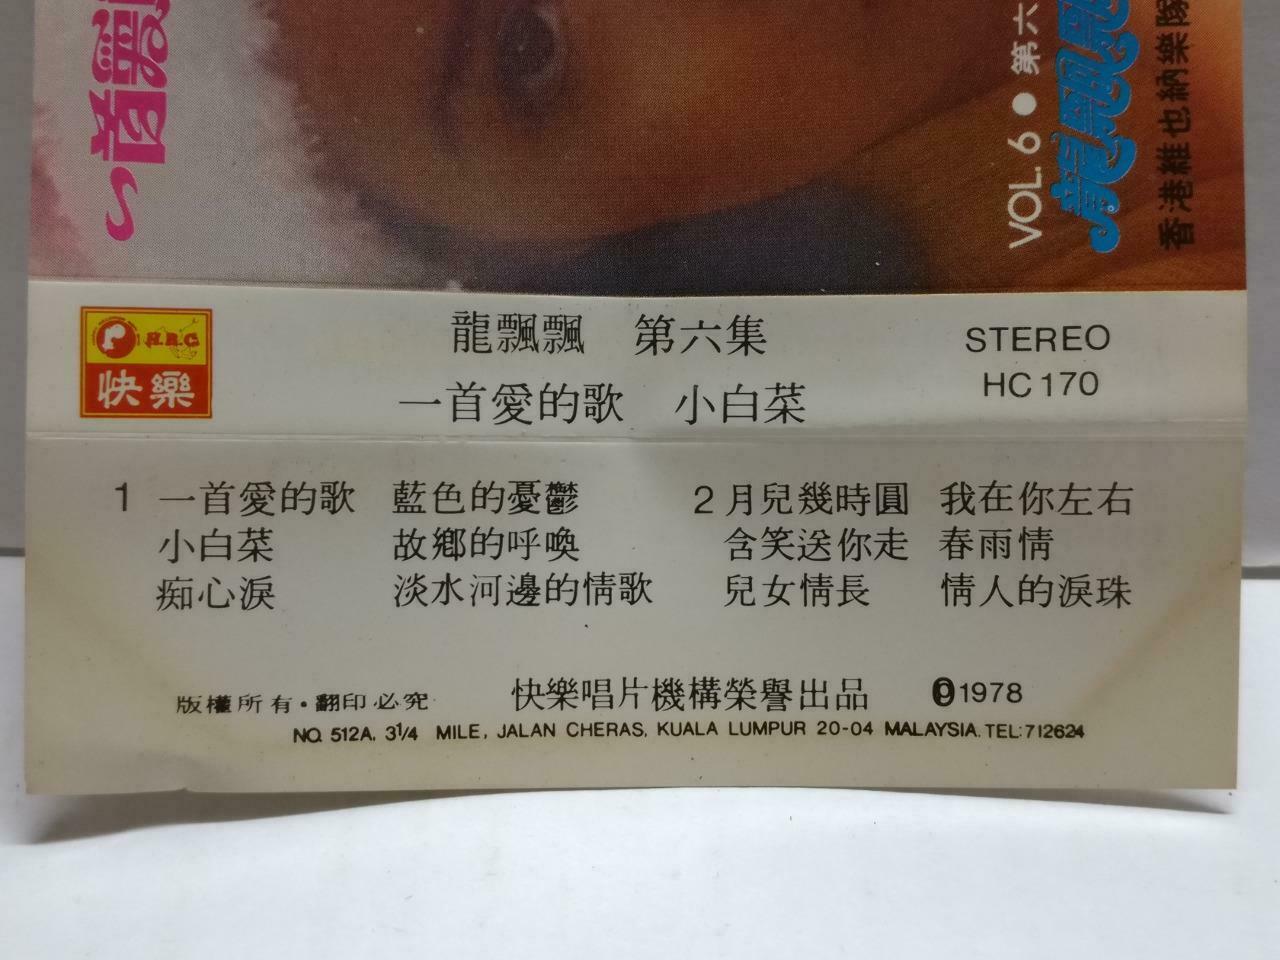 一首愛
VOL. 6 ● 第六
龍飄飄
香港維也納樂隊
H.R.C
快樂
龍飄飄 第六集
一首愛的歌 小白菜
STEREO
HC 170
1 一首愛的歌 藍色的憂鬱 2 月兒幾時圓 我在你左右
小白菜 故鄉的呼喚 含笑送你走 春雨情
痴心淚 淡水河邊的情歌 兒女情長 情人的淚珠
版權所有・翻印必究 快樂唱片機構榮譽出品 ℗1978
NO. 512A, 3¼ MILE, JALAN CHERAS, KUALA LUMPUR 20-04 MALAYSIA. TEL:712624